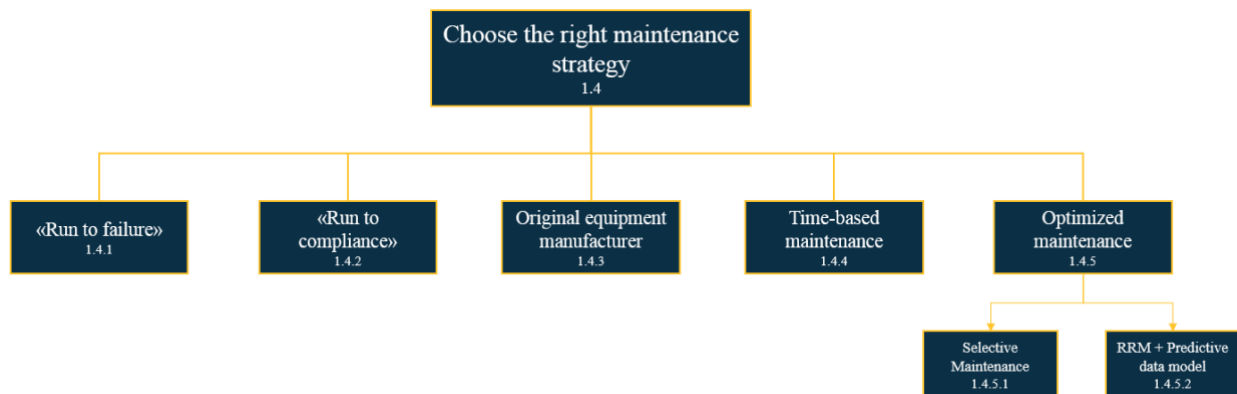 Choose the right maintenance
strategy
1.4
«Run to failure»
1.4.1
«Run to
compliance»
1.4.2
Original equipment
manufacturer
1.4.3
Time-based
maintenance
1.4.4
Optimized
maintenance
1.4.5
Selective
Maintenance
1.4.5.1
RRM + Predictive
data model
1.4.5.2